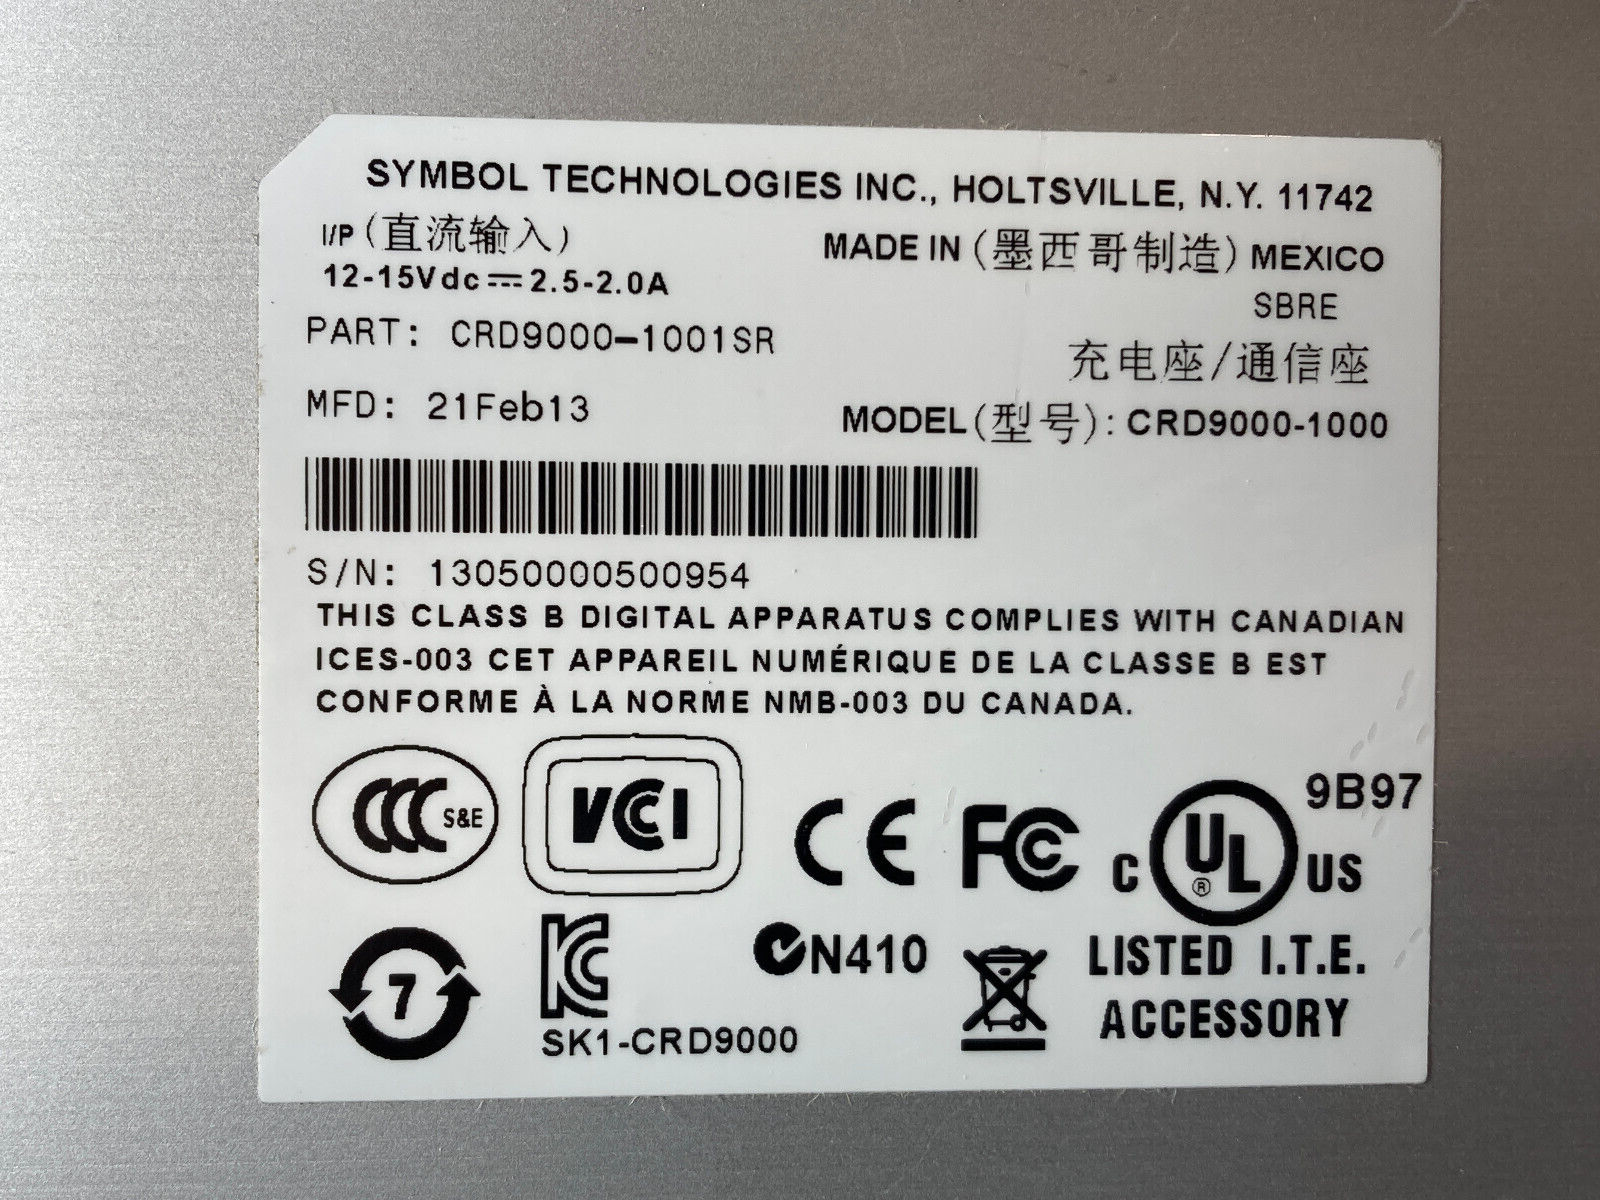 SYMBOL TECHNOLOGIES INC., HOLTSVILLE, N.Y. 11742
I/P (直流输入)
12-15Vdc ⎓ 2.5-2.0A
MADE IN (墨西哥制造) MEXICO
SBRE
PART: CRD9000-1001SR
充电座/通信座
MFD: 21Feb13
MODEL(型号): CRD9000-1000
S/N: 13050000500954
THIS CLASS B DIGITAL APPARATUS COMPLIES WITH CANADIAN
ICES-003 CET APPAREIL NUMÉRIQUE DE LA CLASSE B EST
CONFORME À LA NORME NMB-003 DU CANADA.
CCC S&E
VCCI
CE
FC
C UL® US
9B97
LISTED I.T.E.
ACCESSORY
7
KC
SK1-CRD9000
N410